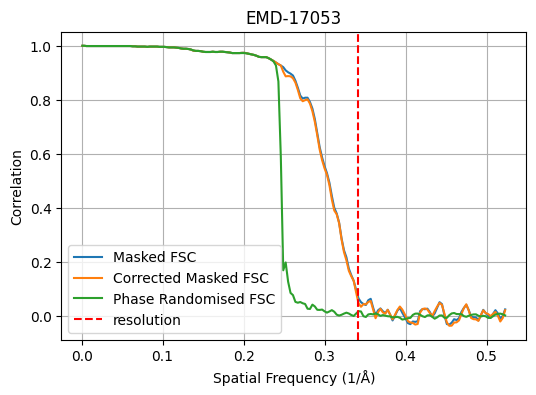 EMD-17053
1.0
0.8
0.6
0.4
0.2
0.0
Correlation
Masked FSC
Corrected Masked FSC
Phase Randomised FSC
resolution
0.0 0.1 0.2 0.3 0.4 0.5
Spatial Frequency (1/Å)